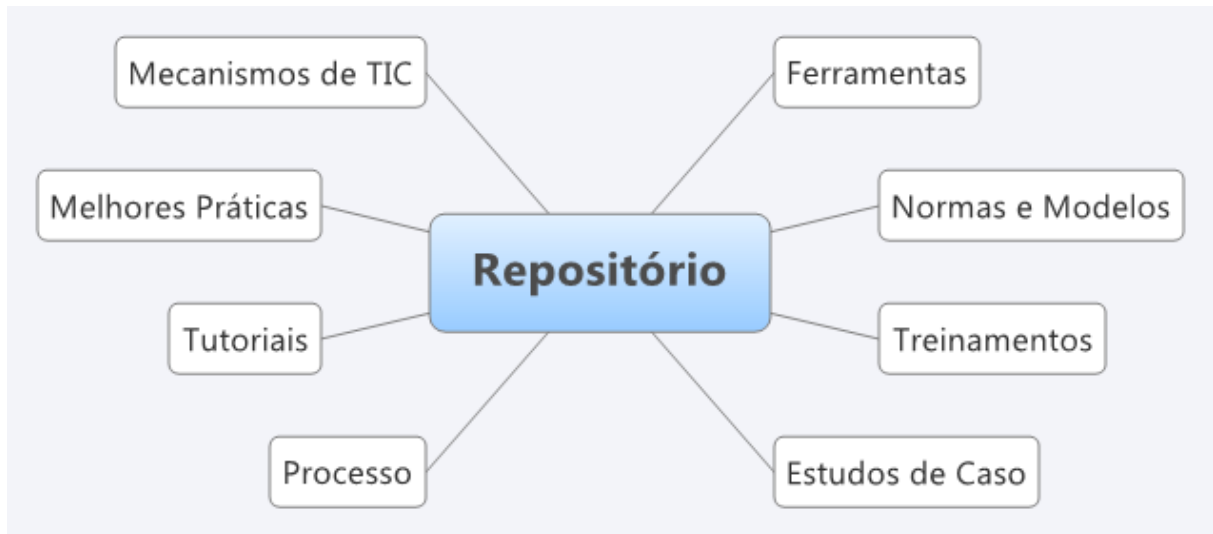 Mecanismos de TIC
Ferramentas
Melhores Práticas
Normas e Modelos
Repositório
Tutoriais
Treinamentos
Processo
Estudos de Caso